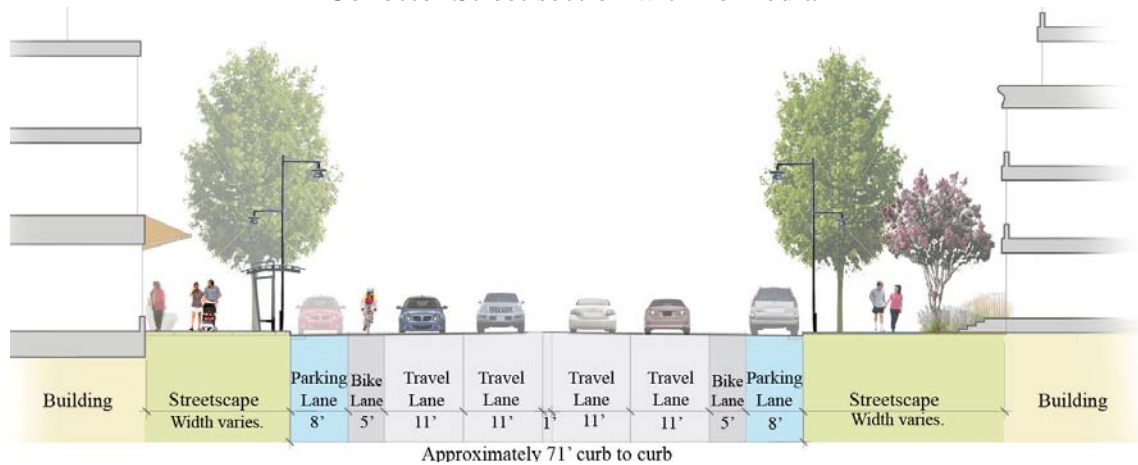 Building
Streetscape
Width varies.
Parking
Lane
8'
Bike
Lane
5'
Travel
Lane
11'
Travel
Lane
11'
1'
Travel
Lane
11'
Travel
Lane
11'
Bike
Lane
5'
Parking
Lane
8'
Streetscape
Width varies.
Building
Approximately 71' curb to curb